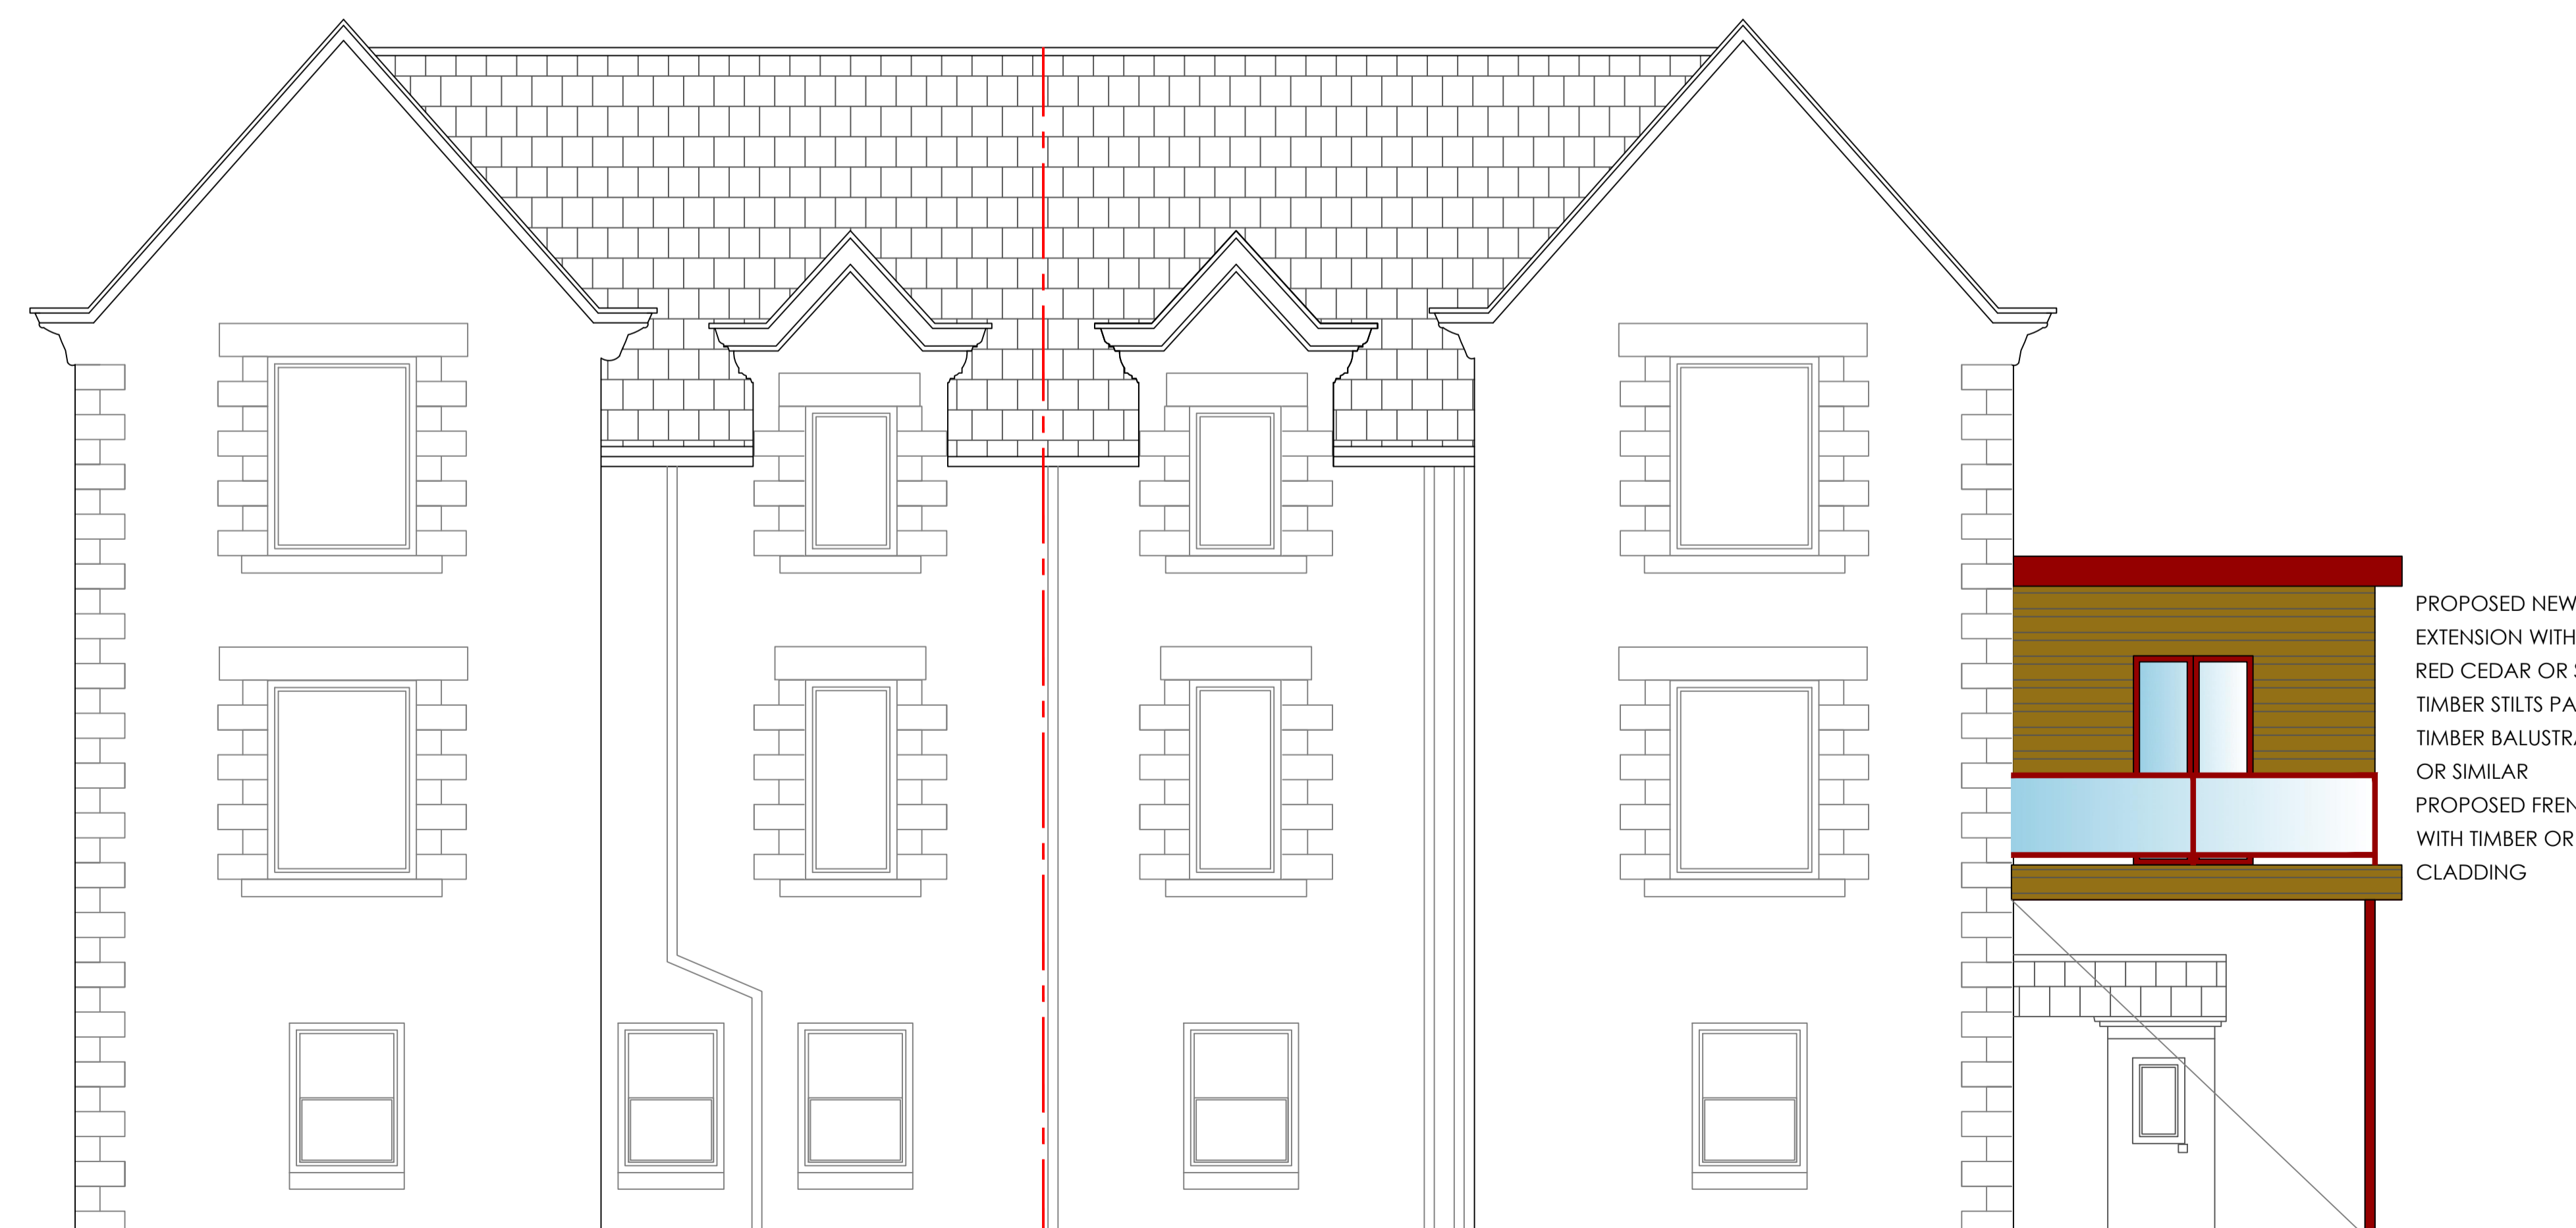 PROPOSED NEW
EXTENSION WITH
RED CEDAR OR
TIMBER STILTS
TIMBER
OR SIMILAR
PROPOSED
WITH TIMBER OR
CLADDING